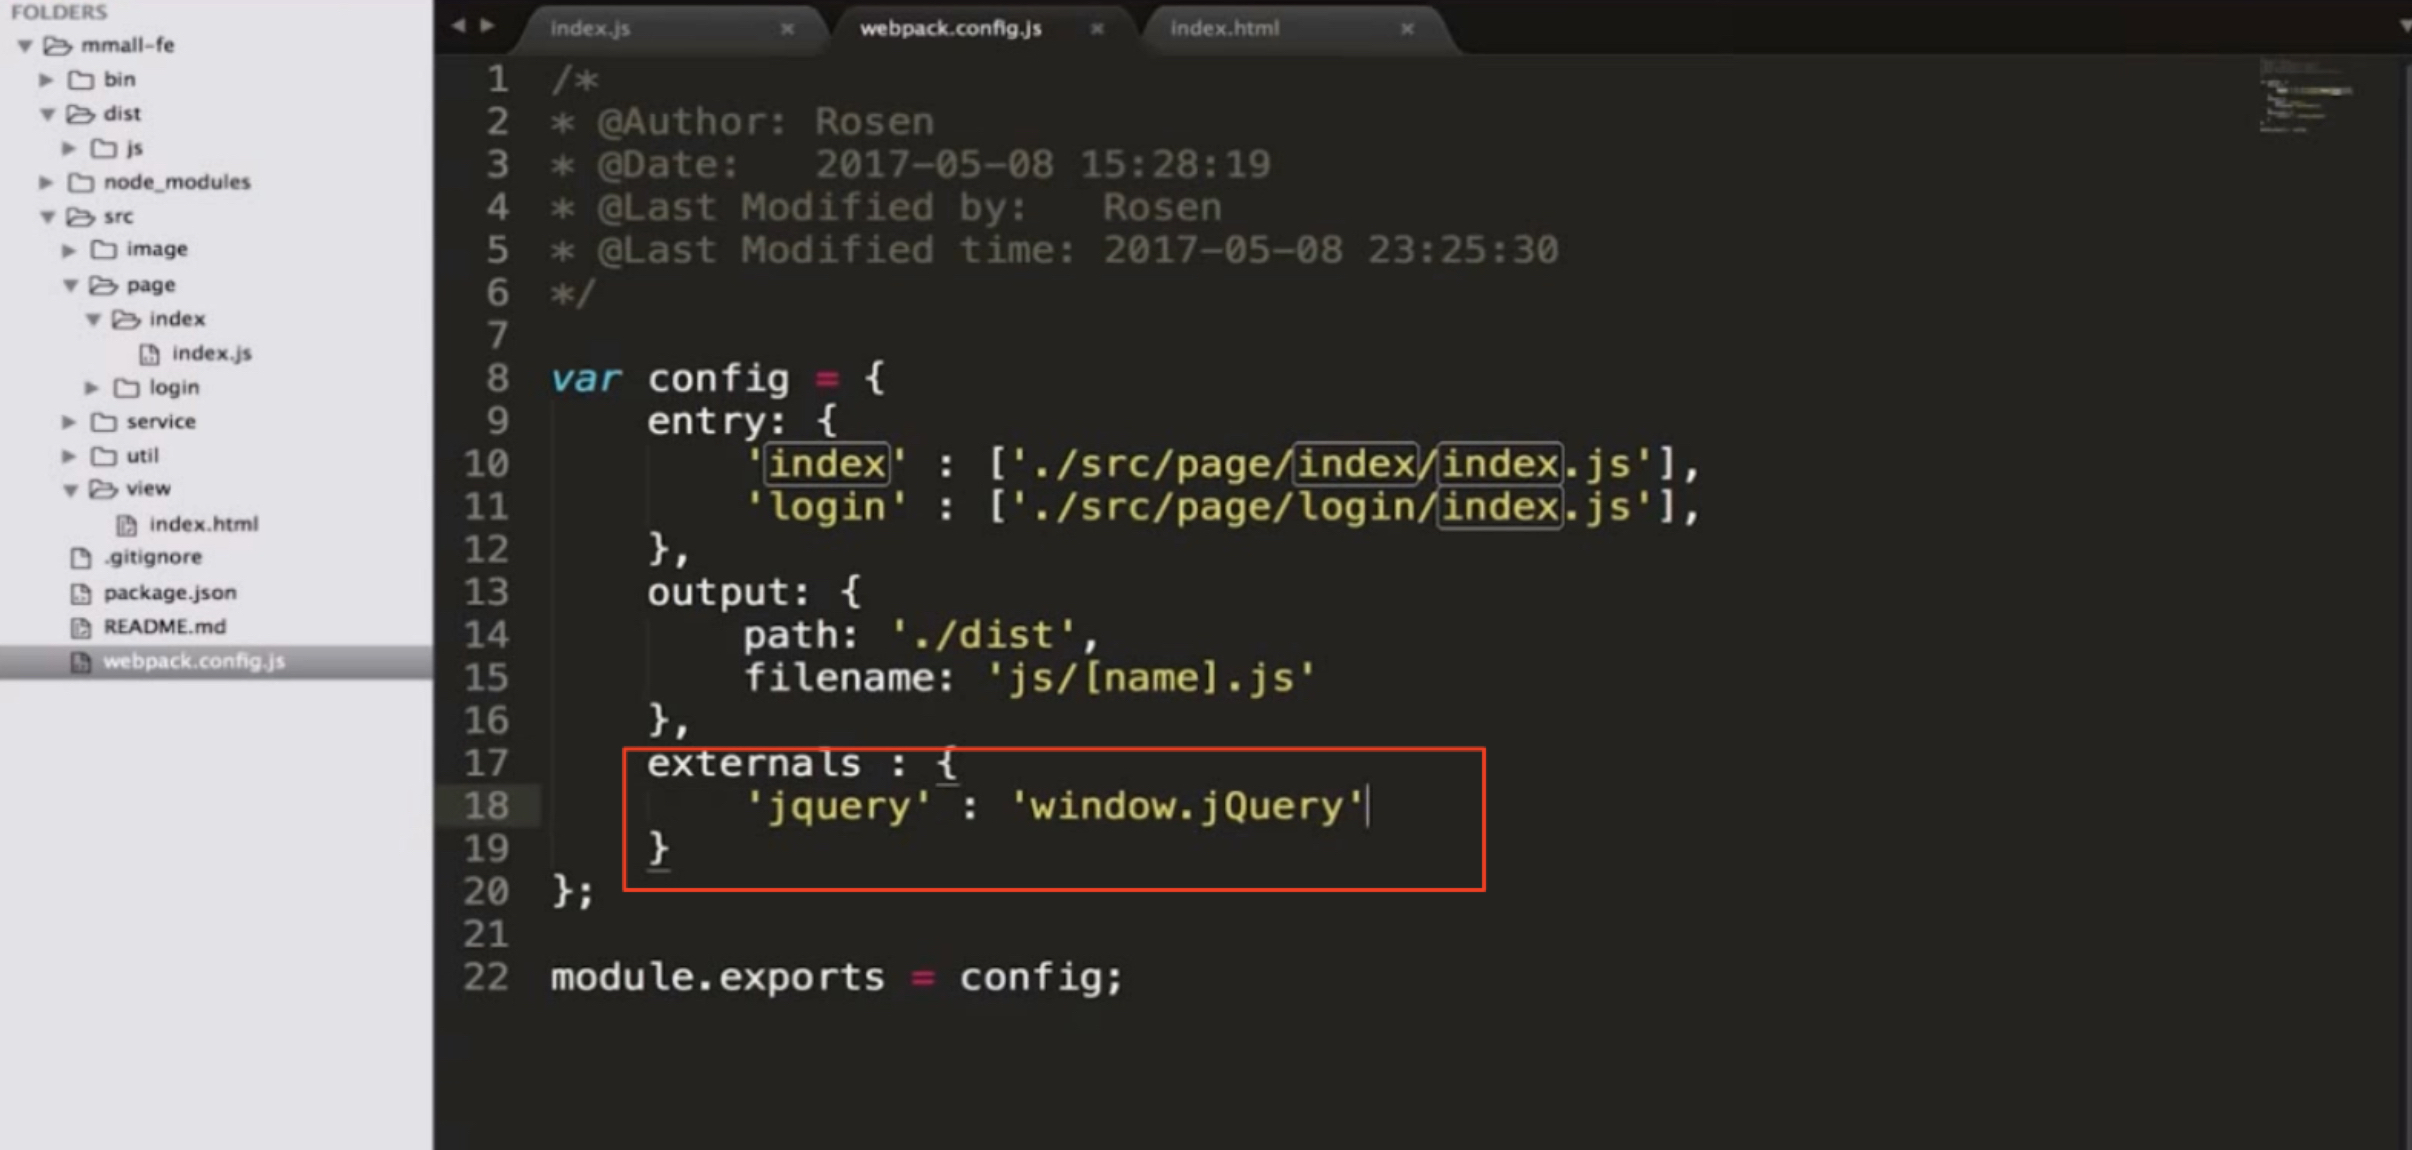 FOLDERS
mmall-fe
bin
dist
js
node_modules
src
image
page
index
index.js
login
service
util
view
index.html
.gitignore
package.json
README.md
webpack.config.js
index.js × webpack.config.js × index.html ×
1 /*
2 * @Author: Rosen
3 * @Date:   2017-05-08 15:28:19
4 * @Last Modified by:   Rosen
5 * @Last Modified time: 2017-05-08 23:25:30
6 */
7
8 var config = {
9     entry: {
10         'index' : ['./src/page/index/index.js'],
11         'login' : ['./src/page/login/index.js'],
12     },
13     output: {
14         path: './dist',
15         filename: 'js/[name].js'
16     },
17     externals : {
18         'jquery' : 'window.jQuery'
19     }
20 };
21
22 module.exports = config;